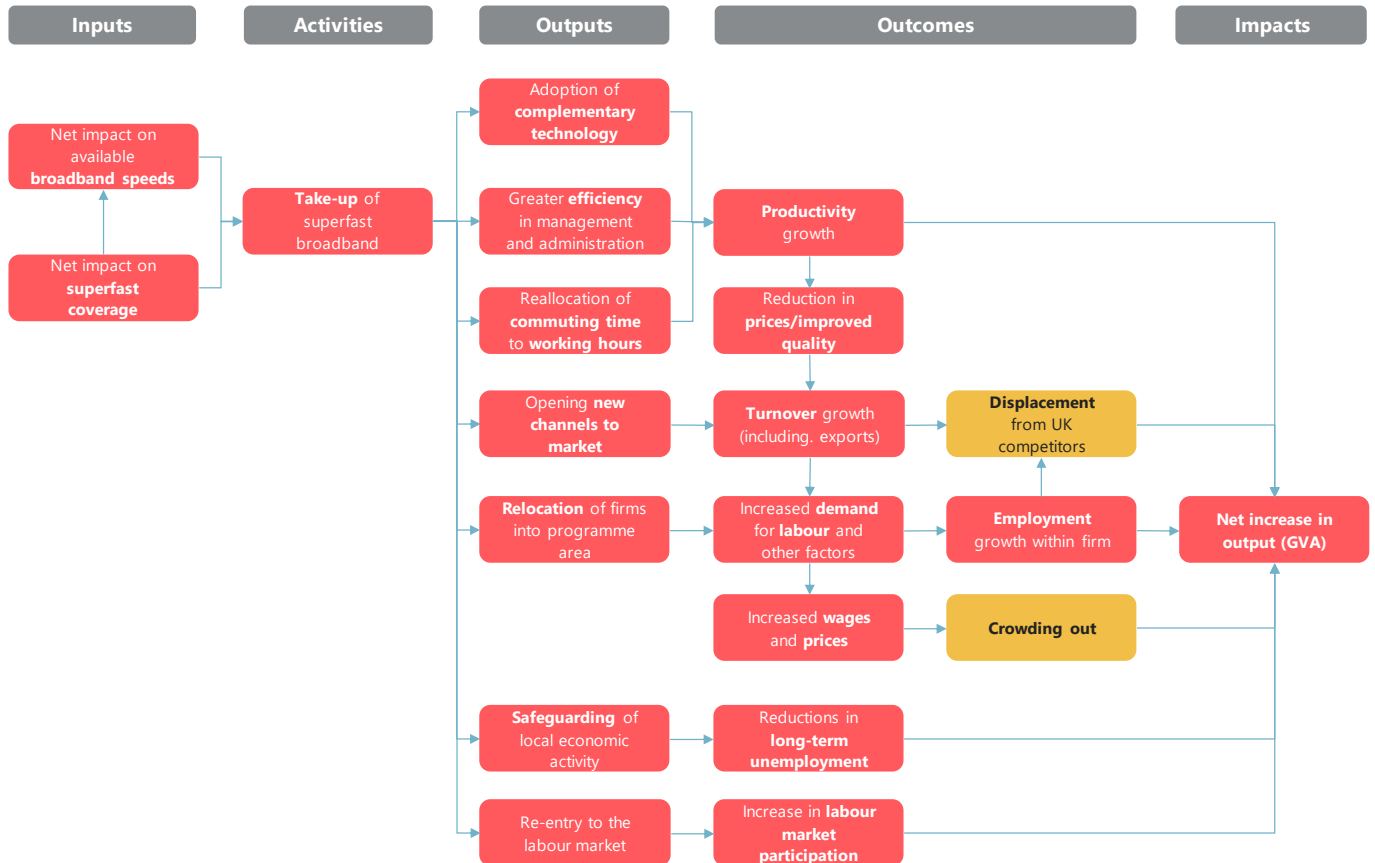 Inputs
Activities
Outputs
Outcomes
Impacts
Net impact on
available
broadband speeds
Net impact on
superfast
coverage
Take-up of
superfast
broadband
Adoption of
complementary
technology
Greater efficiency
in management
and administration
Reallocation of
commuting time
to working hours
Opening new
channels to
market
Relocation of firms
into programme
area
Safeguarding of
local economic
activity
Re-entry to the
labour market
Productivity
growth
Reduction in
prices/improved
quality
Turnover growth
(including. exports)
Increased demand
for labour and
other factors
Increased wages
and prices
Reductions in
long-term
unemployment
Increase in labour
market
participation
Displacement
from UK
competitors
Employment
growth within firm
Crowding out
Net increase in
output (GVA)